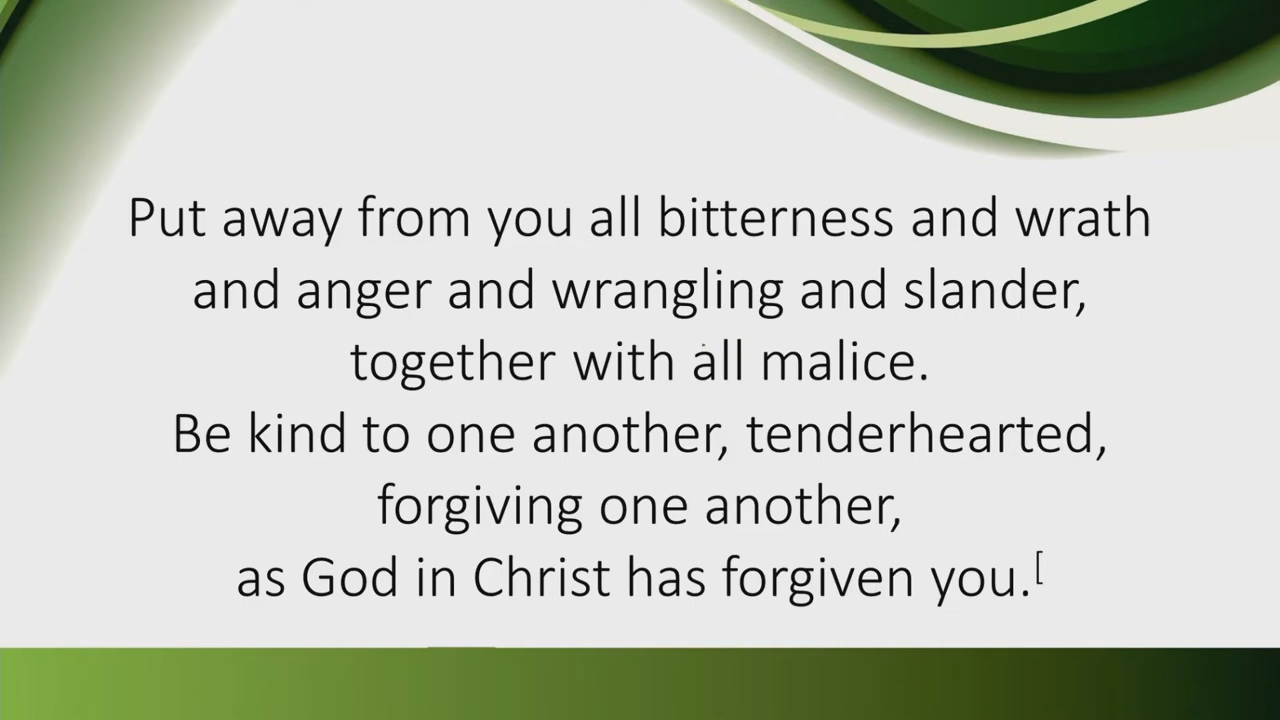 Put away from you all bitterness and wrath
and anger and wrangling and slander,
together with all malice.
Be kind to one another, tenderhearted,
forgiving one another,
as God in Christ has forgiven you.[